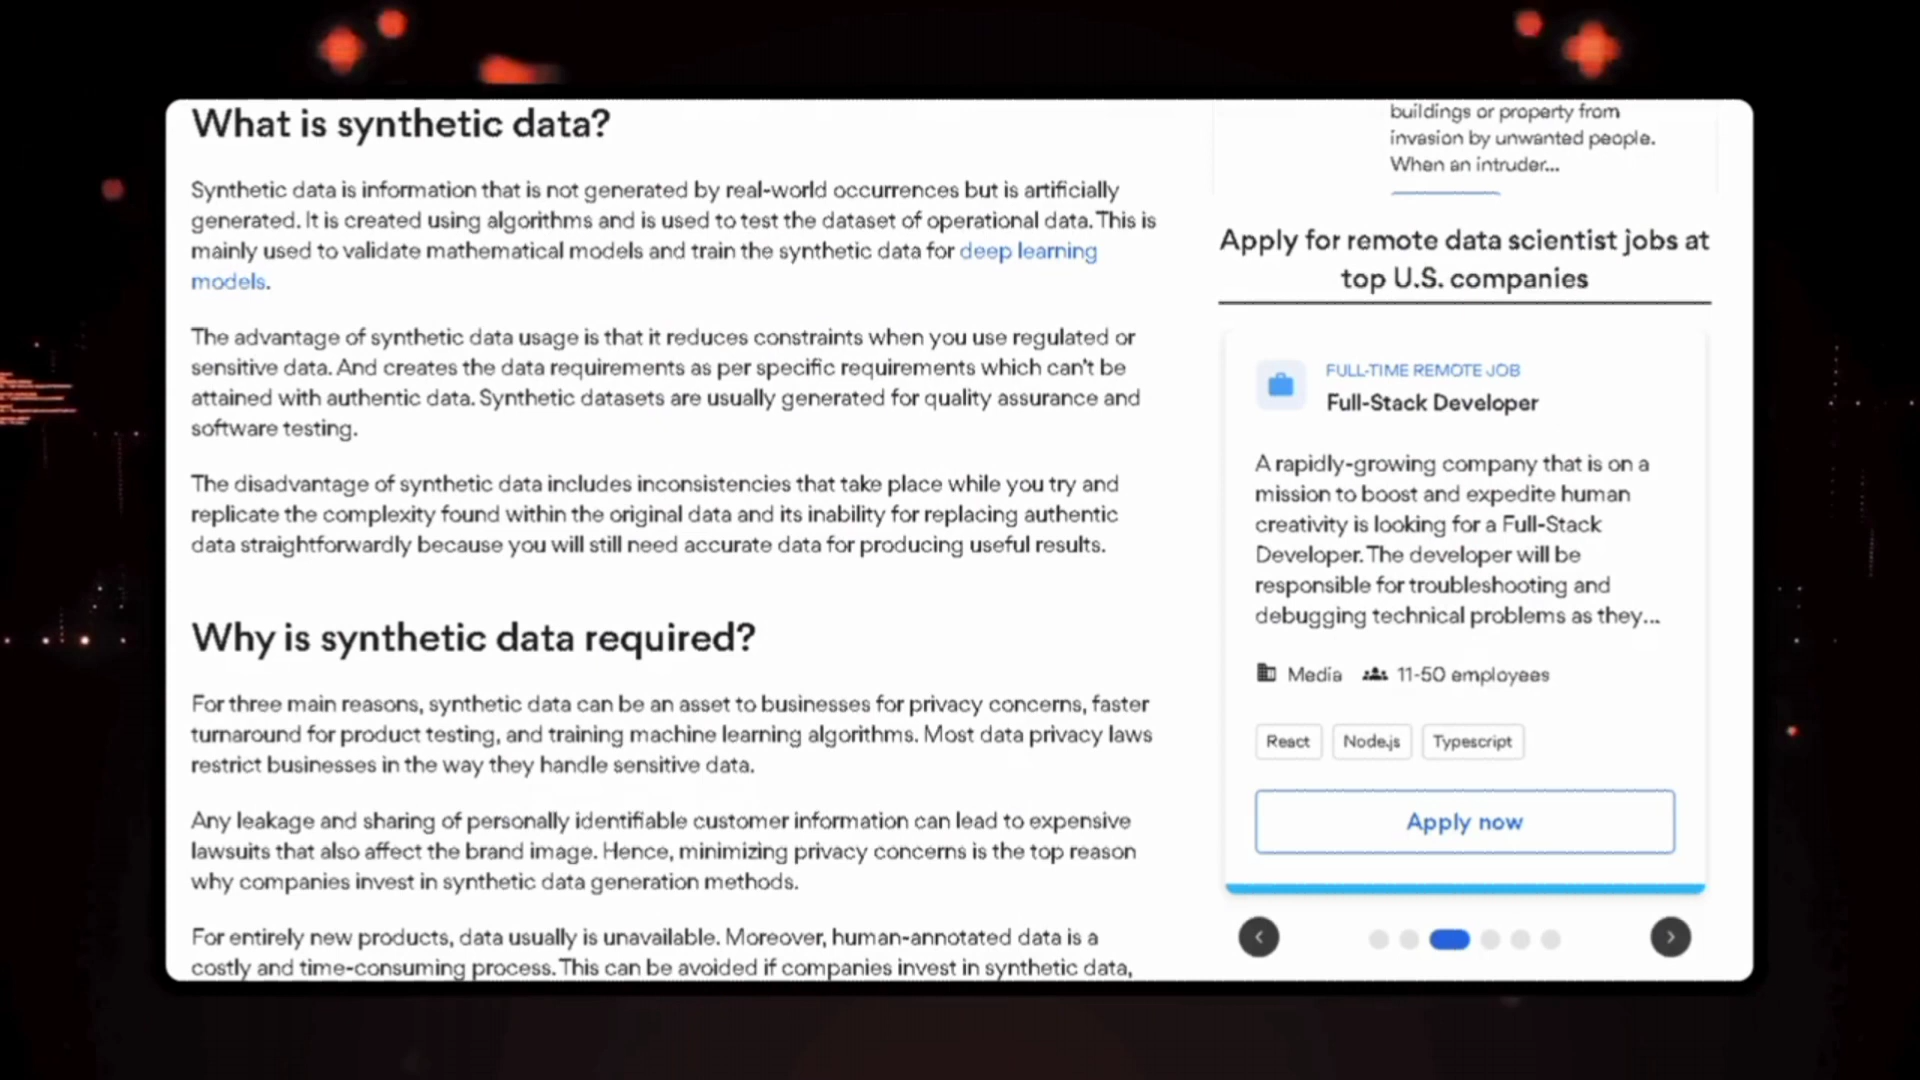 What is synthetic data?
Synthetic data is information that is not generated by real-world occurrences but is artificially
generated. It is created using algorithms and is used to test the dataset of operational data. This is
mainly used to validate mathematical models and train the synthetic data for deep learning
models.
The advantage of synthetic data usage is that it reduces constraints when you use regulated or
sensitive data. And creates the data requirements as per specific requirements which can't be
attained with authentic data. Synthetic datasets are usually generated for quality assurance and
software testing.
The disadvantage of synthetic data includes inconsistencies that take place while you try and
replicate the complexity found within the original data and its inability for replacing authentic
data straightforwardly because you will still need accurate data for producing useful results.
Why is synthetic data required?
For three main reasons, synthetic data can be an asset to businesses for privacy concerns, faster
turnaround for product testing, and training machine learning algorithms. Most data privacy laws
restrict businesses in the way they handle sensitive data.
Any leakage and sharing of personally identifiable customer information can lead to expensive
lawsuits that also affect the brand image. Hence, minimizing privacy concerns is the top reason
why companies invest in synthetic data generation methods.
For entirely new products, data usually is unavailable. Moreover, human-annotated data is a
costly and time-consuming process. This can be avoided if companies invest in synthetic data,
buildings or property from
invasion by unwanted people.
When an intruder...
Apply for remote data scientist jobs at
top U.S. companies
FULL-TIME REMOTE JOB
Full-Stack Developer
A rapidly-growing company that is on a
mission to boost and expedite human
creativity is looking for a Full-Stack
Developer. The developer will be
responsible for troubleshooting and
debugging technical problems as they...
Media 11-50 employees
React Node.js Typescript
Apply now